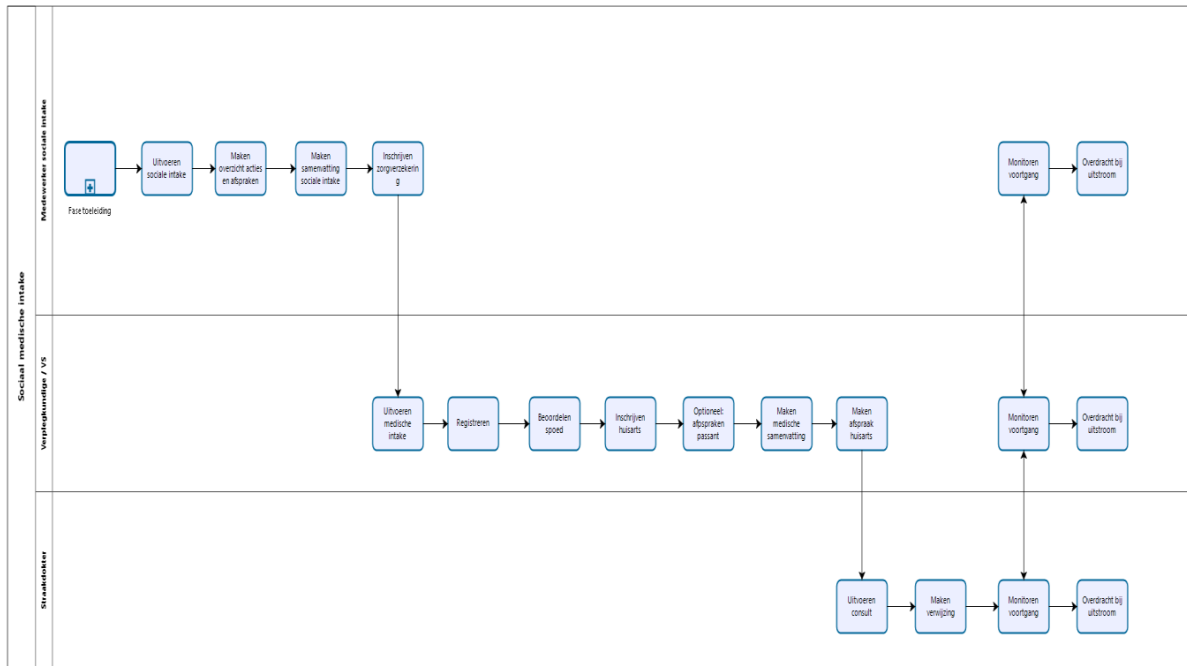 Sociaal medische intake
Medewerker sociale intake
Fase toeleiding
Uitvoeren
sociale intake
Maken
overzicht acties
en afspraken
Maken
samenvatting
sociale intake
Inschrijven
zorgverzekerin
g
Monitoren
voortgang
Overdracht bij
uitstroom
Verplegkundige / VS
Uitvoeren
medische
intake
Registreren
Beoordelen
spoed
Inschrijven
huisarts
Optioneel:
afpspraken
passant
Maken
medische
samenvatting
Maken
afspraak
huisarts
Monitoren
voortgang
Overdracht bij
uitstroom
Straakdokter
Uitvoeren
consult
Maken
verwijzing
Monitoren
voortgang
Overdracht bij
uitstroom